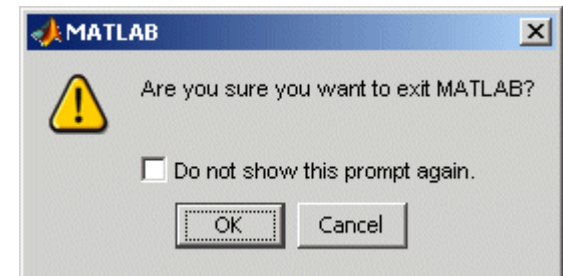 MATLAB
Are you sure you want to exit MATLAB?
Do not show this prompt again.
OK Cancel